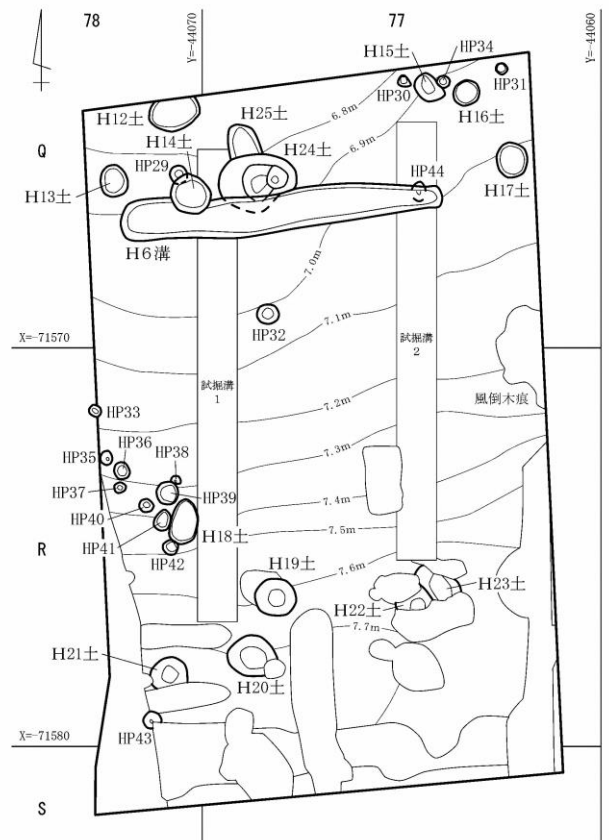 78
Y=-44070
77
Y=-44060
H15土
HP34
HP31
HP30
H12土
H25土
6.8m
H16土
H14土
6.9m
Q
H24土
HP29
HP44
H13土
H17土
H6溝
7.0m
HP32
7.1m
X=-71570
試掘溝
1
試掘溝
2
7.2m
風倒木痕
HP33
7.3m
HP35
HP36
HP38
HP37
HP39
7.4m
HP40
7.5m
HP41
H18土
R
HP42
7.6m
H19土
H23土
H22土
7.7m
H21土
H20土
HP43
X=-71580
S